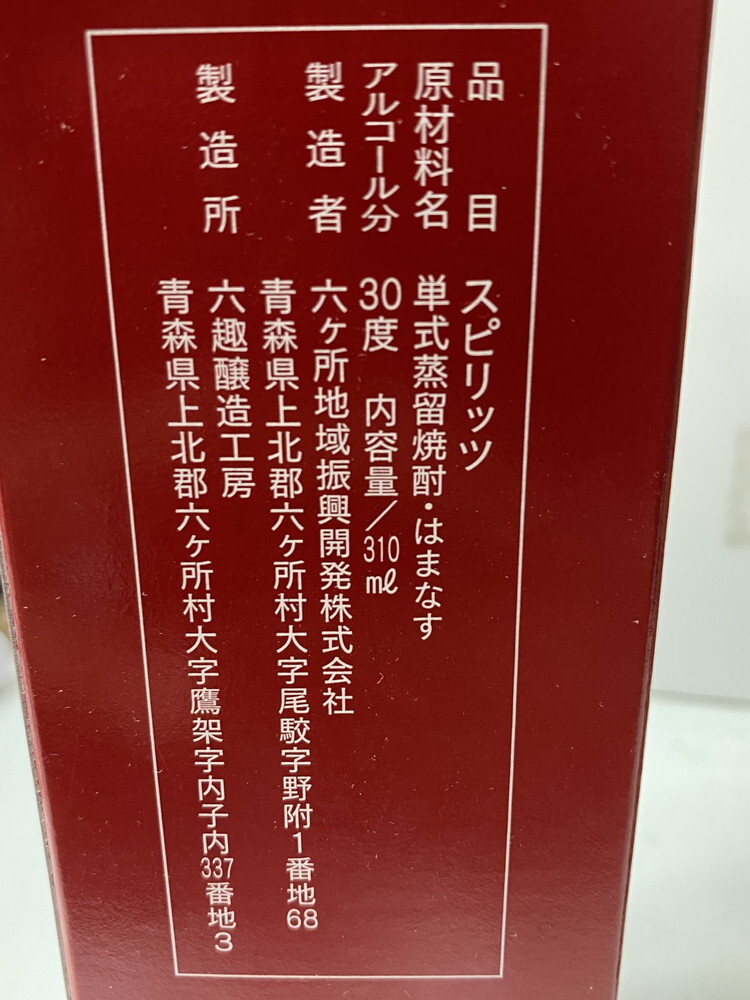 品目 スピリッツ
原材料名 単式蒸留焼酎・はまなす
アルコール分 30度 内容量/310㎖
製造者 六ヶ所地域振興開発株式会社
青森県上北郡六ヶ所村大字尾駮字野附1番地68
製造所 六趣醸造工房
青森県上北郡六ヶ所村大字鷹架字内子内337番地3